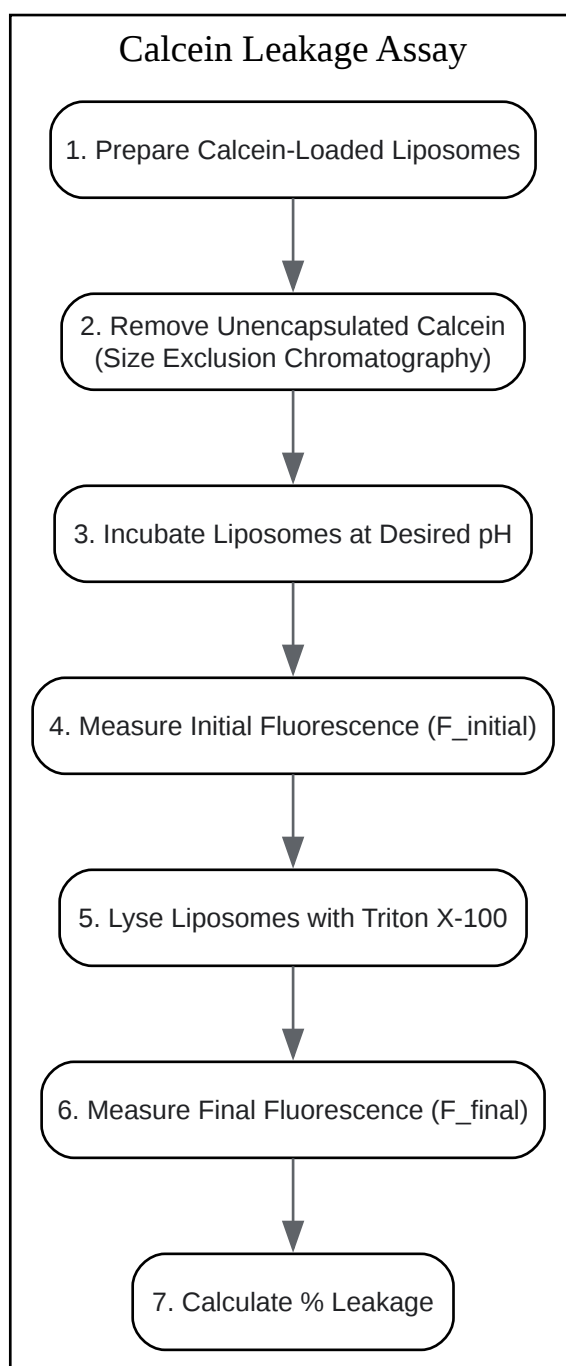 Calcein Leakage Assay
1. Prepare Calcein-Loaded Liposomes
2. Remove Unencapsulated Calcein
(Size Exclusion Chromatography)
3. Incubate Liposomes at Desired pH
4. Measure Initial Fluorescence (F_initial)
5. Lyse Liposomes with Triton X-100
6. Measure Final Fluorescence (F_final)
7. Calculate % Leakage